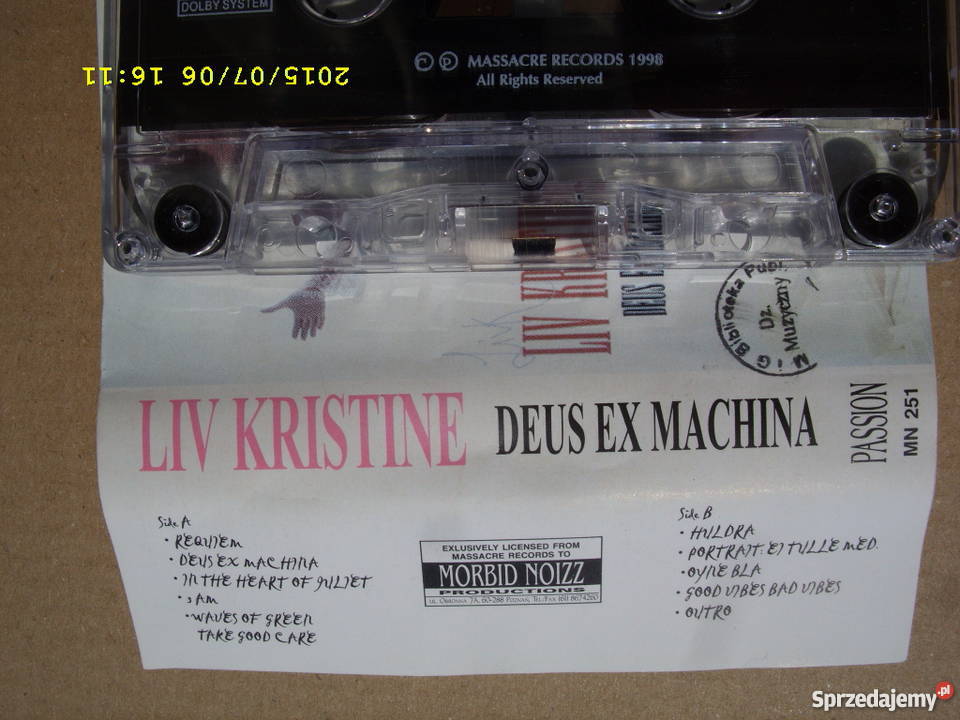 DOLBY SYSTEM
2015/07/06 16:11
MASSACRE RECORDS 1998
All Rights Reserved
LIV KR
DEUS E
M i G Biblioteka Publ
Dz.
Muzyczny
LIV KRISTINE
DEUS EX MACHINA
PASSION
MN 251
Side A
• REQUIEM
• DEUS EX MACHINA
• IN THE HEART OF JULIET
• 3 AM
• WAVES OF GREEN
TAKE GOOD CARE
EXLUSIVELY LICENSED FROM
MASSACRE RECORDS TO
MORBID NOIZZ
PRODUCTIONS
Side B
• HULDRA
• PORTRAIT: EI TULLE MED
• OYNE BLA
• GOOD VIBES BAD VIBES
• OUTRO
Sprzedajemy.pl